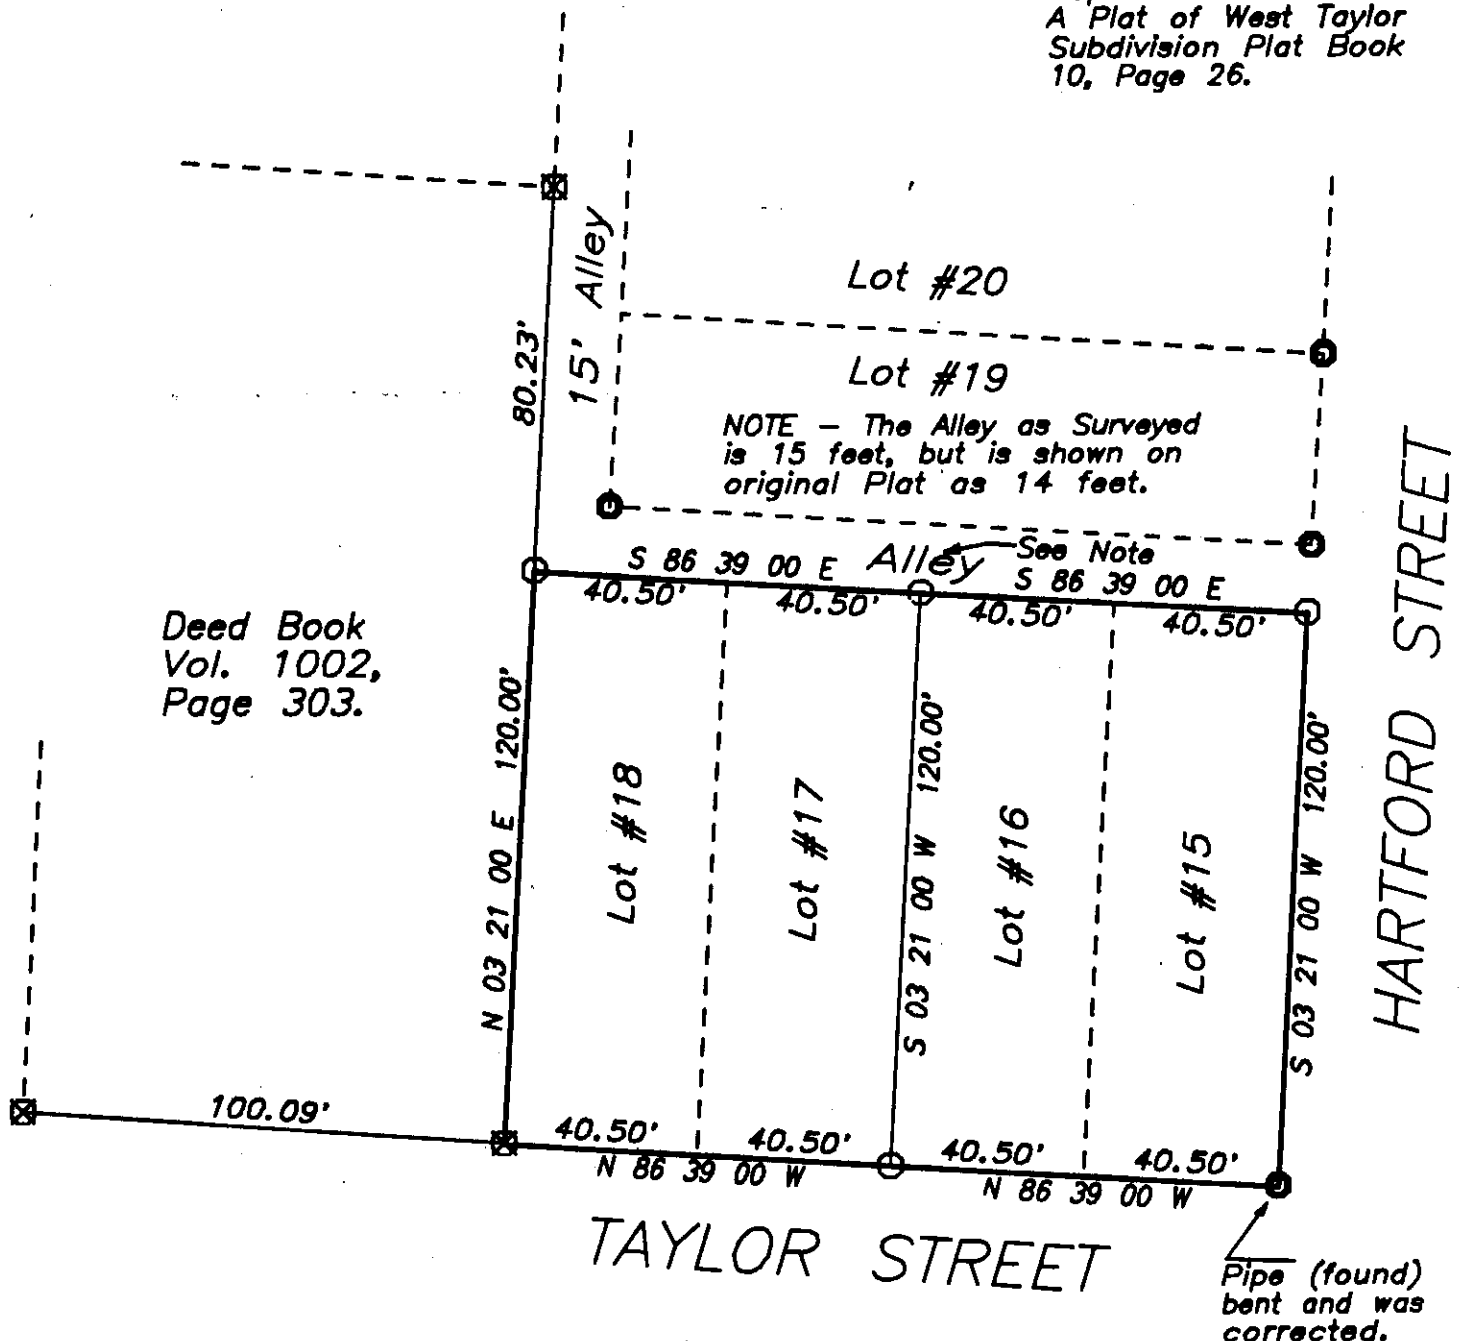 A Plat of West Taylor
Subdivision Plat Book
10, Page 26.
15' Alley
80.23'
Lot #20
Lot #19
NOTE - The Alley as Surveyed
is 15 feet, but is shown on
original Plat as 14 feet.
See Note
Alley
S 86 39 00 E
S 86 39 00 E
40.50'
40.50'
40.50'
40.50'
Deed Book
Vol. 1002,
Page 303.
N 03 21 00 E 120.00'
Lot #18
Lot #17
S 03 21 00 W 120.00'
Lot #16
Lot #15
S 03 21 00 W 120.00'
HARTFORD STREET
100.09'
40.50'
40.50'
40.50'
40.50'
N 86 39 00 W
N 86 39 00 W
TAYLOR STREET
Pipe (found)
bent and was
corrected.